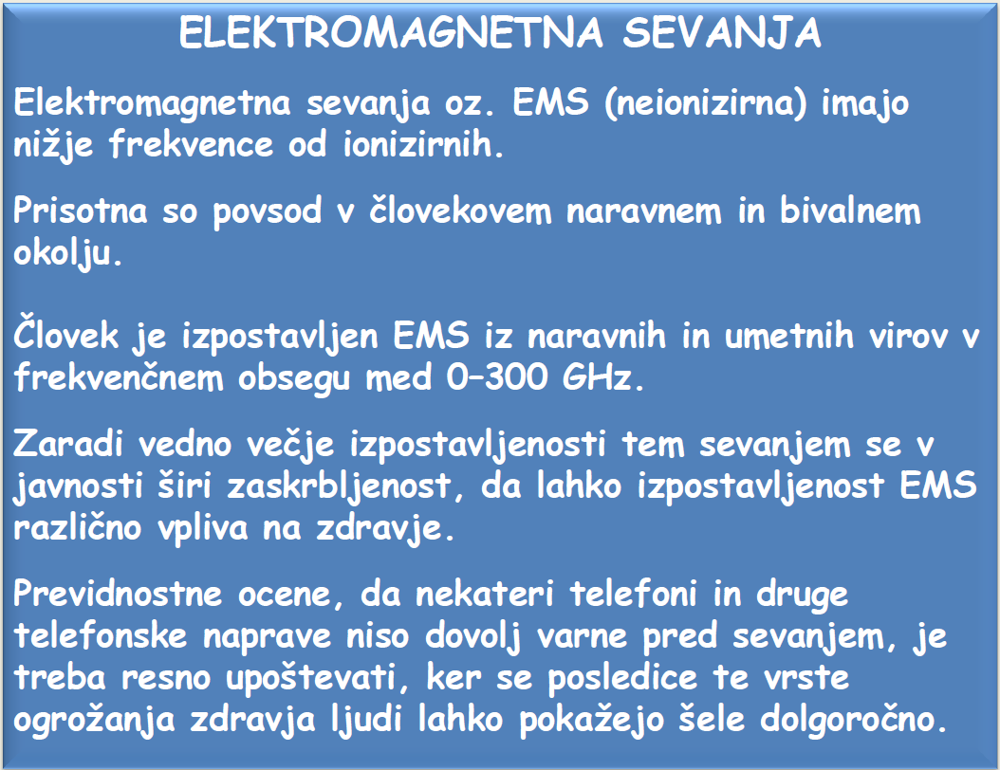 ELEKTROMAGNETNA SEVANJA
Elektromagnetna sevanja oz. EMS (neionizirna) imajo
nižje frekvence od ionizirnih.
Prisotna so povsod v človekovem naravnem in bivalnem
okolju.
Človek je izpostavljen EMS iz naravnih in umetnih virov v
frekvenčnem obsegu med 0–300 GHz.
Zaradi vedno večje izpostavljenosti tem sevanjem se v
javnosti širi zaskrbljenost, da lahko izpostavljenost EMS
različno vpliva na zdravje.
Previdnostne ocene, da nekateri telefoni in druge
telefonske naprave niso dovolj varne pred sevanjem, je
treba resno upoštevati, ker se posledice te vrste
ogrožanja zdravja ljudi lahko pokažejo šele dolgoročno.